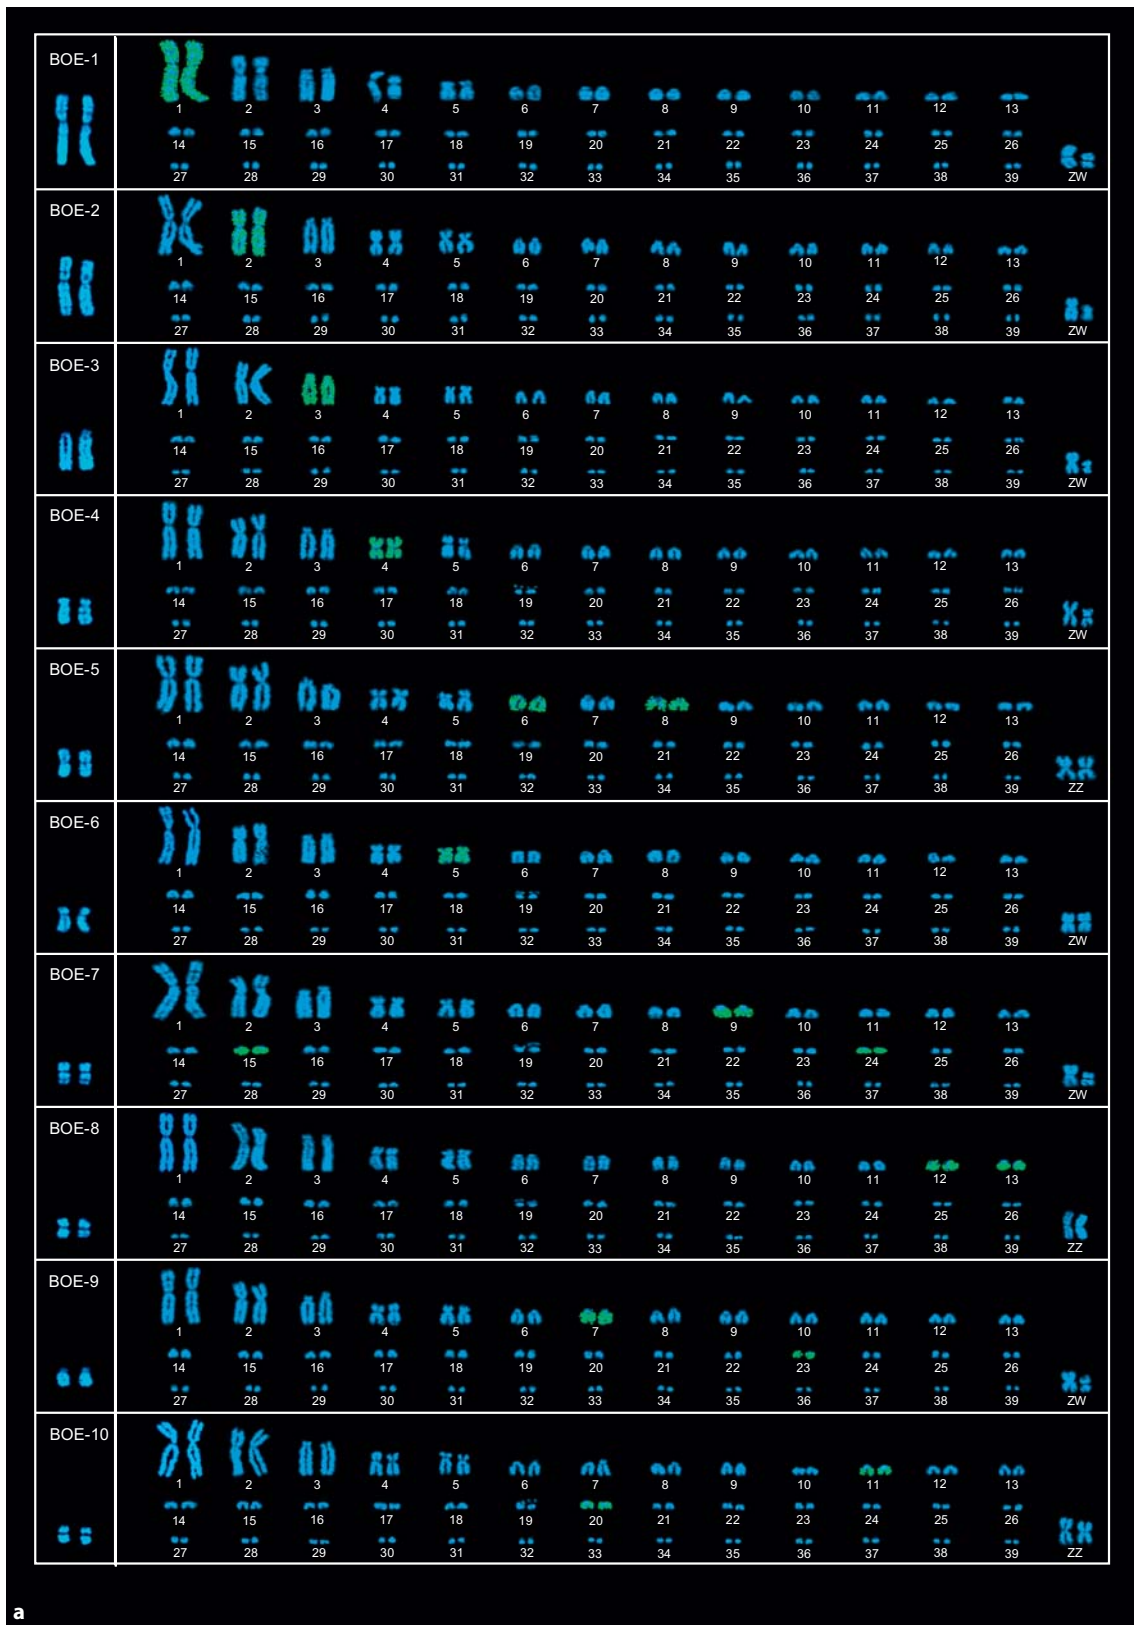 BOE-1
1 2 3 4 5 6 7 8 9 10 11 12 13
14 15 16 17 18 19 20 21 22 23 24 25 26
27 28 29 30 31 32 33 34 35 36 37 38 39 ZW
BOE-2
1 2 3 4 5 6 7 8 9 10 11 12 13
14 15 16 17 18 19 20 21 22 23 24 25 26
27 28 29 30 31 32 33 34 35 36 37 38 39 ZW
BOE-3
1 2 3 4 5 6 7 8 9 10 11 12 13
14 15 16 17 18 19 20 21 22 23 24 25 26
27 28 29 30 31 32 33 34 35 36 37 38 39 ZW
BOE-4
1 2 3 4 5 6 7 8 9 10 11 12 13
14 15 16 17 18 19 20 21 22 23 24 25 26
27 28 29 30 31 32 33 34 35 36 37 38 39 ZW
BOE-5
1 2 3 4 5 6 7 8 9 10 11 12 13
14 15 16 17 18 19 20 21 22 23 24 25 26
27 28 29 30 31 32 33 34 35 36 37 38 39 ZZ
BOE-6
1 2 3 4 5 6 7 8 9 10 11 12 13
14 15 16 17 18 19 20 21 22 23 24 25 26
27 28 29 30 31 32 33 34 35 36 37 38 39 ZW
BOE-7
1 2 3 4 5 6 7 8 9 10 11 12 13
14 15 16 17 18 19 20 21 22 23 24 25 26
27 28 29 30 31 32 33 34 35 36 37 38 39 ZW
BOE-8
1 2 3 4 5 6 7 8 9 10 11 12 13
14 15 16 17 18 19 20 21 22 23 24 25 26
27 28 29 30 31 32 33 34 35 36 37 38 39 ZZ
BOE-9
1 2 3 4 5 6 7 8 9 10 11 12 13
14 15 16 17 18 19 20 21 22 23 24 25 26
27 28 29 30 31 32 33 34 35 36 37 38 39 ZW
BOE-10
1 2 3 4 5 6 7 8 9 10 11 12 13
14 15 16 17 18 19 20 21 22 23 24 25 26
27 28 29 30 31 32 33 34 35 36 37 38 39 ZZ
a